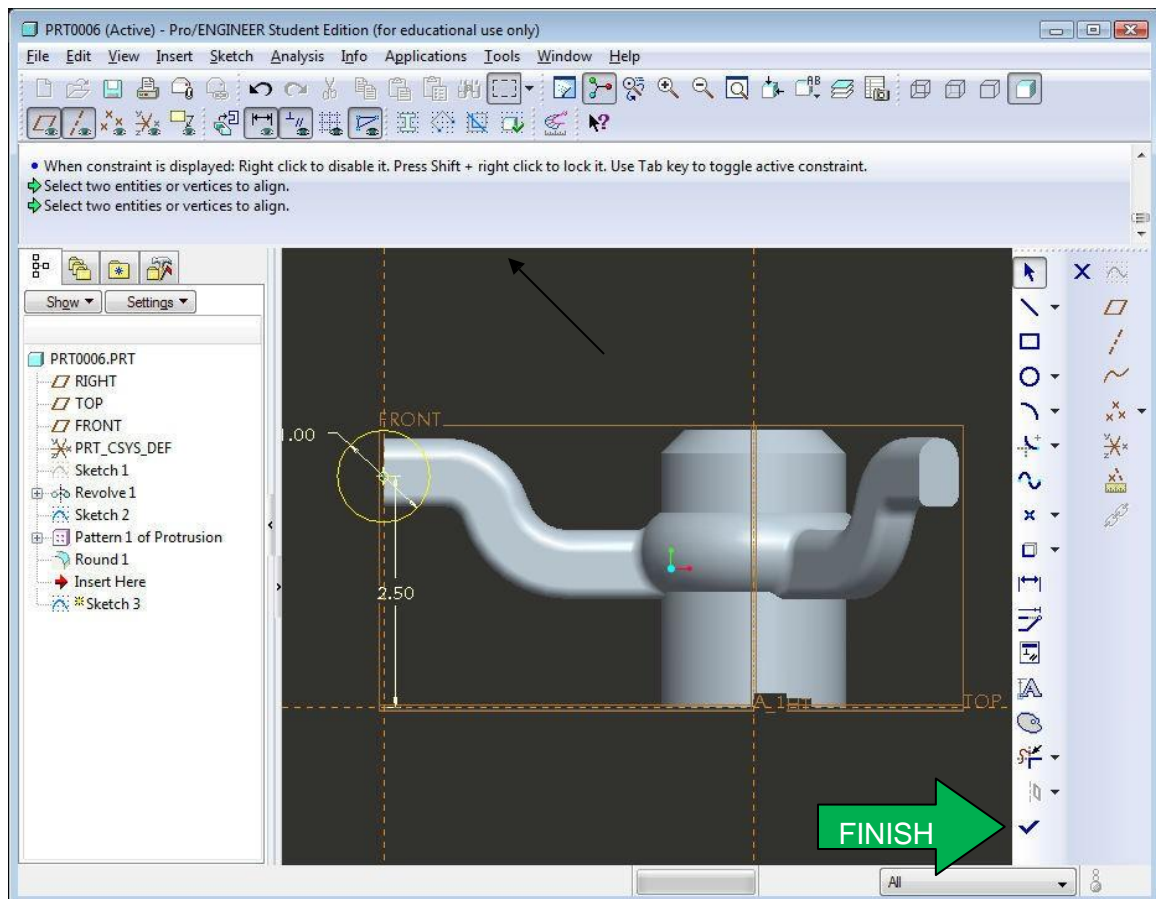 PRT0006 (Active) - Pro/ENGINEER Student Edition (for educational use only)
File Edit View Insert Sketch Analysis Info Applications Tools Window Help
• When constraint is displayed: Right click to disable it. Press Shift + right click to lock it. Use Tab key to toggle active constraint.
Select two entities or vertices to align.
Select two entities or vertices to align.
Show Settings
PRT0006.PRT
RIGHT
TOP
FRONT
PRT_CSYS_DEF
Sketch 1
Revolve 1
Sketch 2
Pattern 1 of Protrusion
Round 1
Insert Here
Sketch 3
FRONT
1.00
2.50
A_1
TOP
FINISH
All